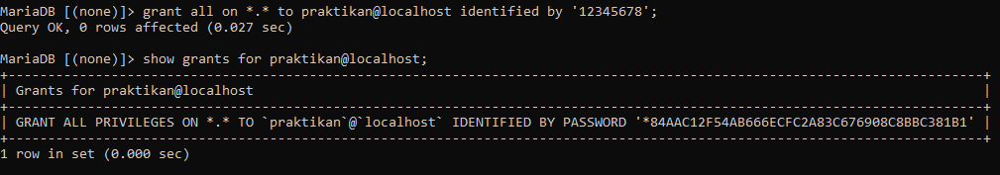 MariaDB [(none)]> grant all on *.* to praktikan@localhost identified by '12345678';
Query OK, 0 rows affected (0.027 sec)
MariaDB [(none)]> show grants for praktikan@localhost;
+---------------------------------------------------------------------------------------------------------------------------+
| Grants for praktikan@localhost                                                                                            |
+---------------------------------------------------------------------------------------------------------------------------+
| GRANT ALL PRIVILEGES ON *.* TO `praktikan`@`localhost` IDENTIFIED BY PASSWORD '*84AAC12F54AB666ECFC2A83C676908C8BBC381B1' |
+---------------------------------------------------------------------------------------------------------------------------+
1 row in set (0.000 sec)